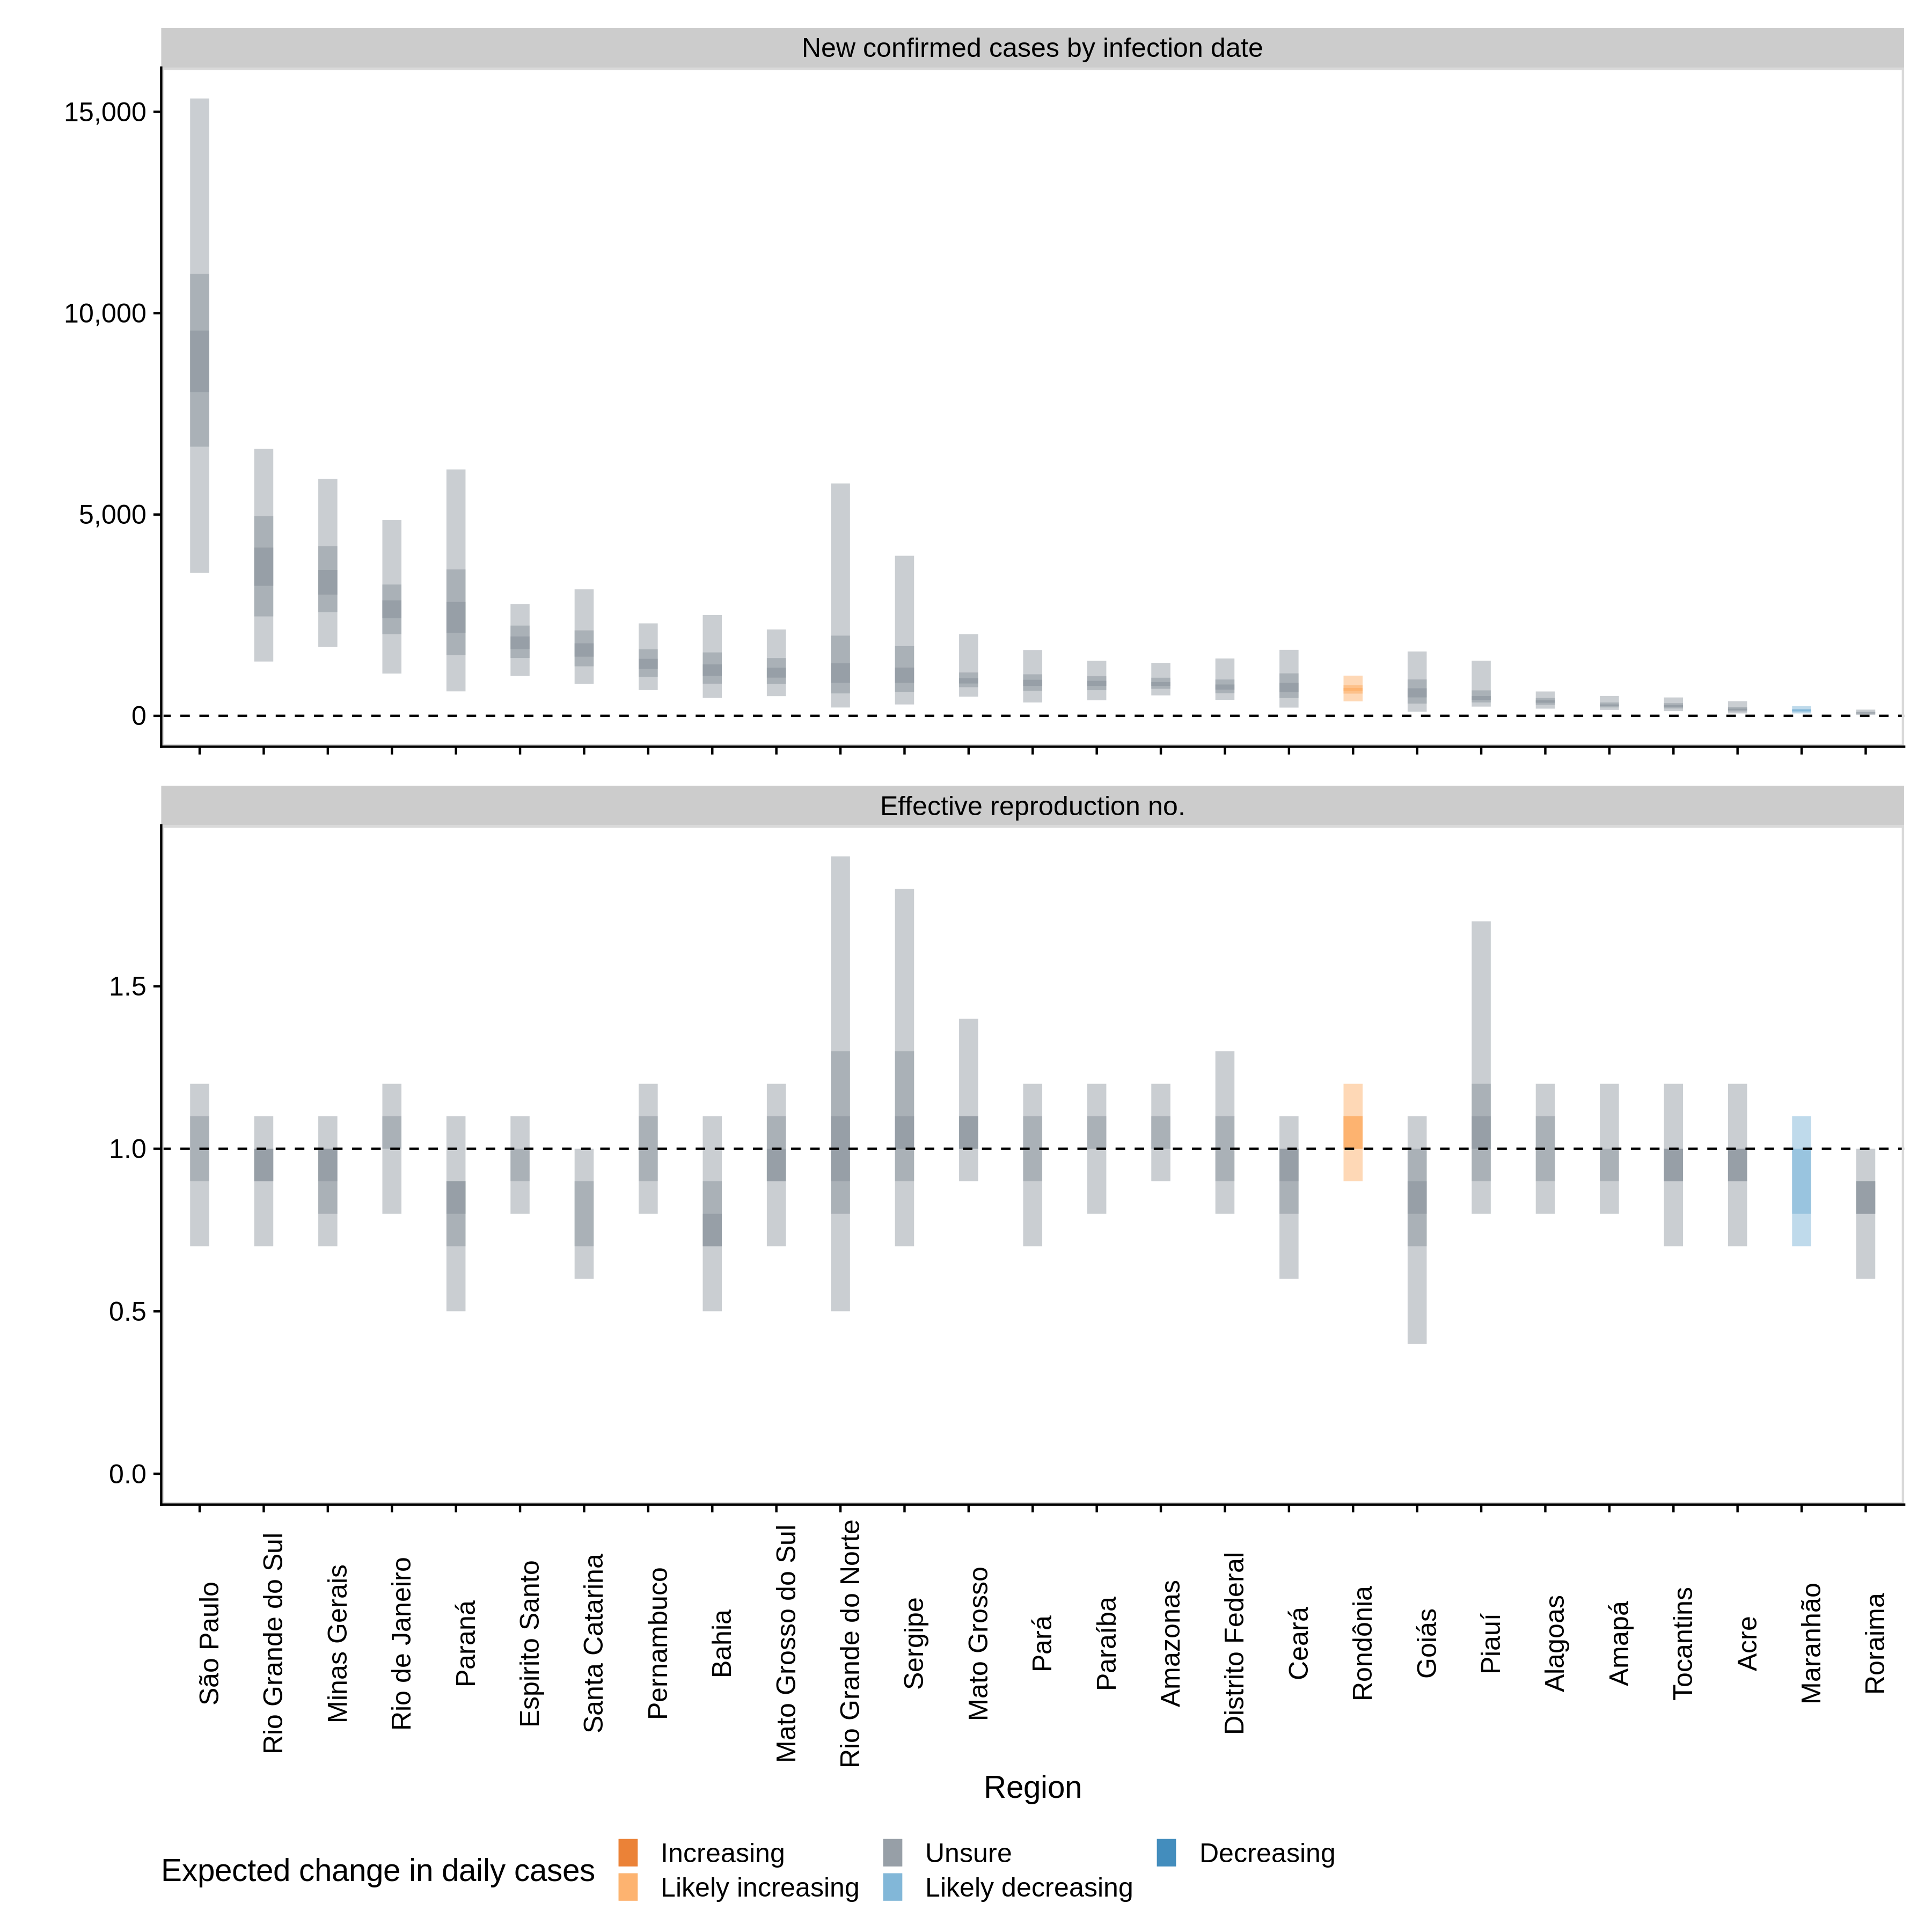 New confirmed cases by infection date
15,000
10,000
5,000
0
Effective reproduction no.
1.5
1.0
0.5
0.0
São Paulo
Rio Grande do Sul
Minas Gerais
Rio de Janeiro
Paraná
Espirito Santo
Santa Catarina
Pernambuco
Bahia
Mato Grosso do Sul
Rio Grande do Norte
Sergipe
Mato Grosso
Pará
Paraíba
Amazonas
Distrito Federal
Ceará
Rondônia
Goiás
Piauí
Alagoas
Amapá
Tocantins
Acre
Maranhão
Roraima
Region
Expected change in daily cases
Increasing
Likely increasing
Unsure
Likely decreasing
Decreasing